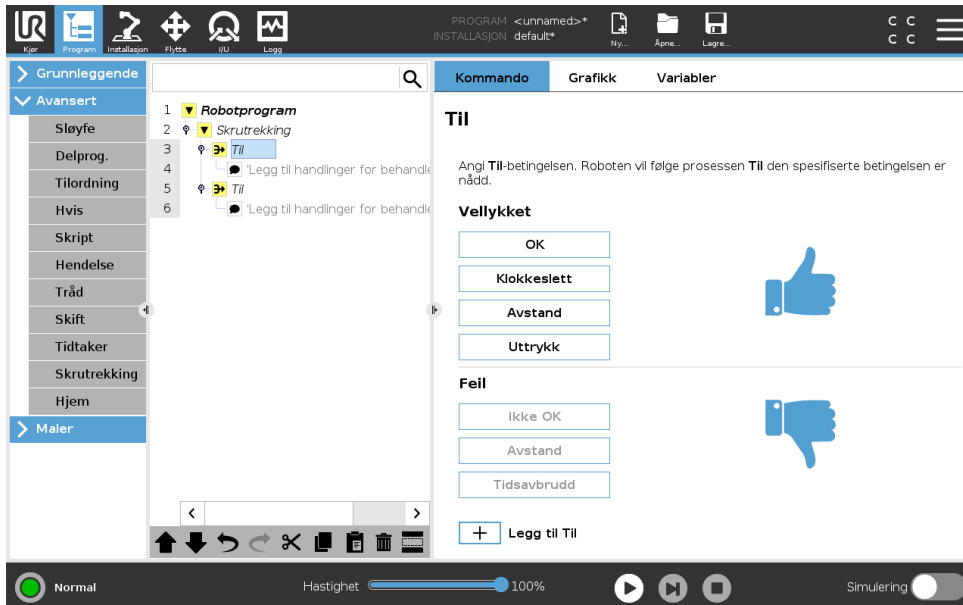 UR
Kjør
Program
Installasjon
Flytte
I/U
Logg
PROGRAM <unnamed>*
INSTALLASJON default*
Ny...
Åpne...
Lagre...
C C
C C
Grunnleggende
Avansert
Sløyfe
Delprog.
Tilordning
Hvis
Skript
Hendelse
Tråd
Skift
Tidtaker
Skrutrekking
Hjem
Maler
1 Robotprogram
2 Skrutrekking
3 Til
4 'Legg til handlinger for behandle
5 Til
6 'Legg til handlinger for behandle
Kommando Grafikk Variabler
Til
Angi Til-betingelsen. Roboten vil følge prosessen Til den spesifiserte betingelsen er
nådd.
Vellykket
OK
Klokkeslett
Avstand
Uttrykk
Feil
Ikke OK
Avstand
Tidsavbrudd
+ Legg til Til
Normal
Hastighet 100%
Simulering